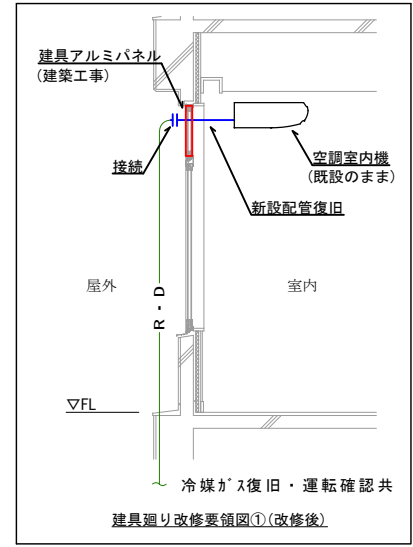 建具アルミパネル
(建築工事)
接続
空調室内機
(既設のまま)
新設配管復旧
屋外
室内
R・D
▽FL
冷媒ガス復旧・運転確認共
建具廻り改修要領図①(改修後)